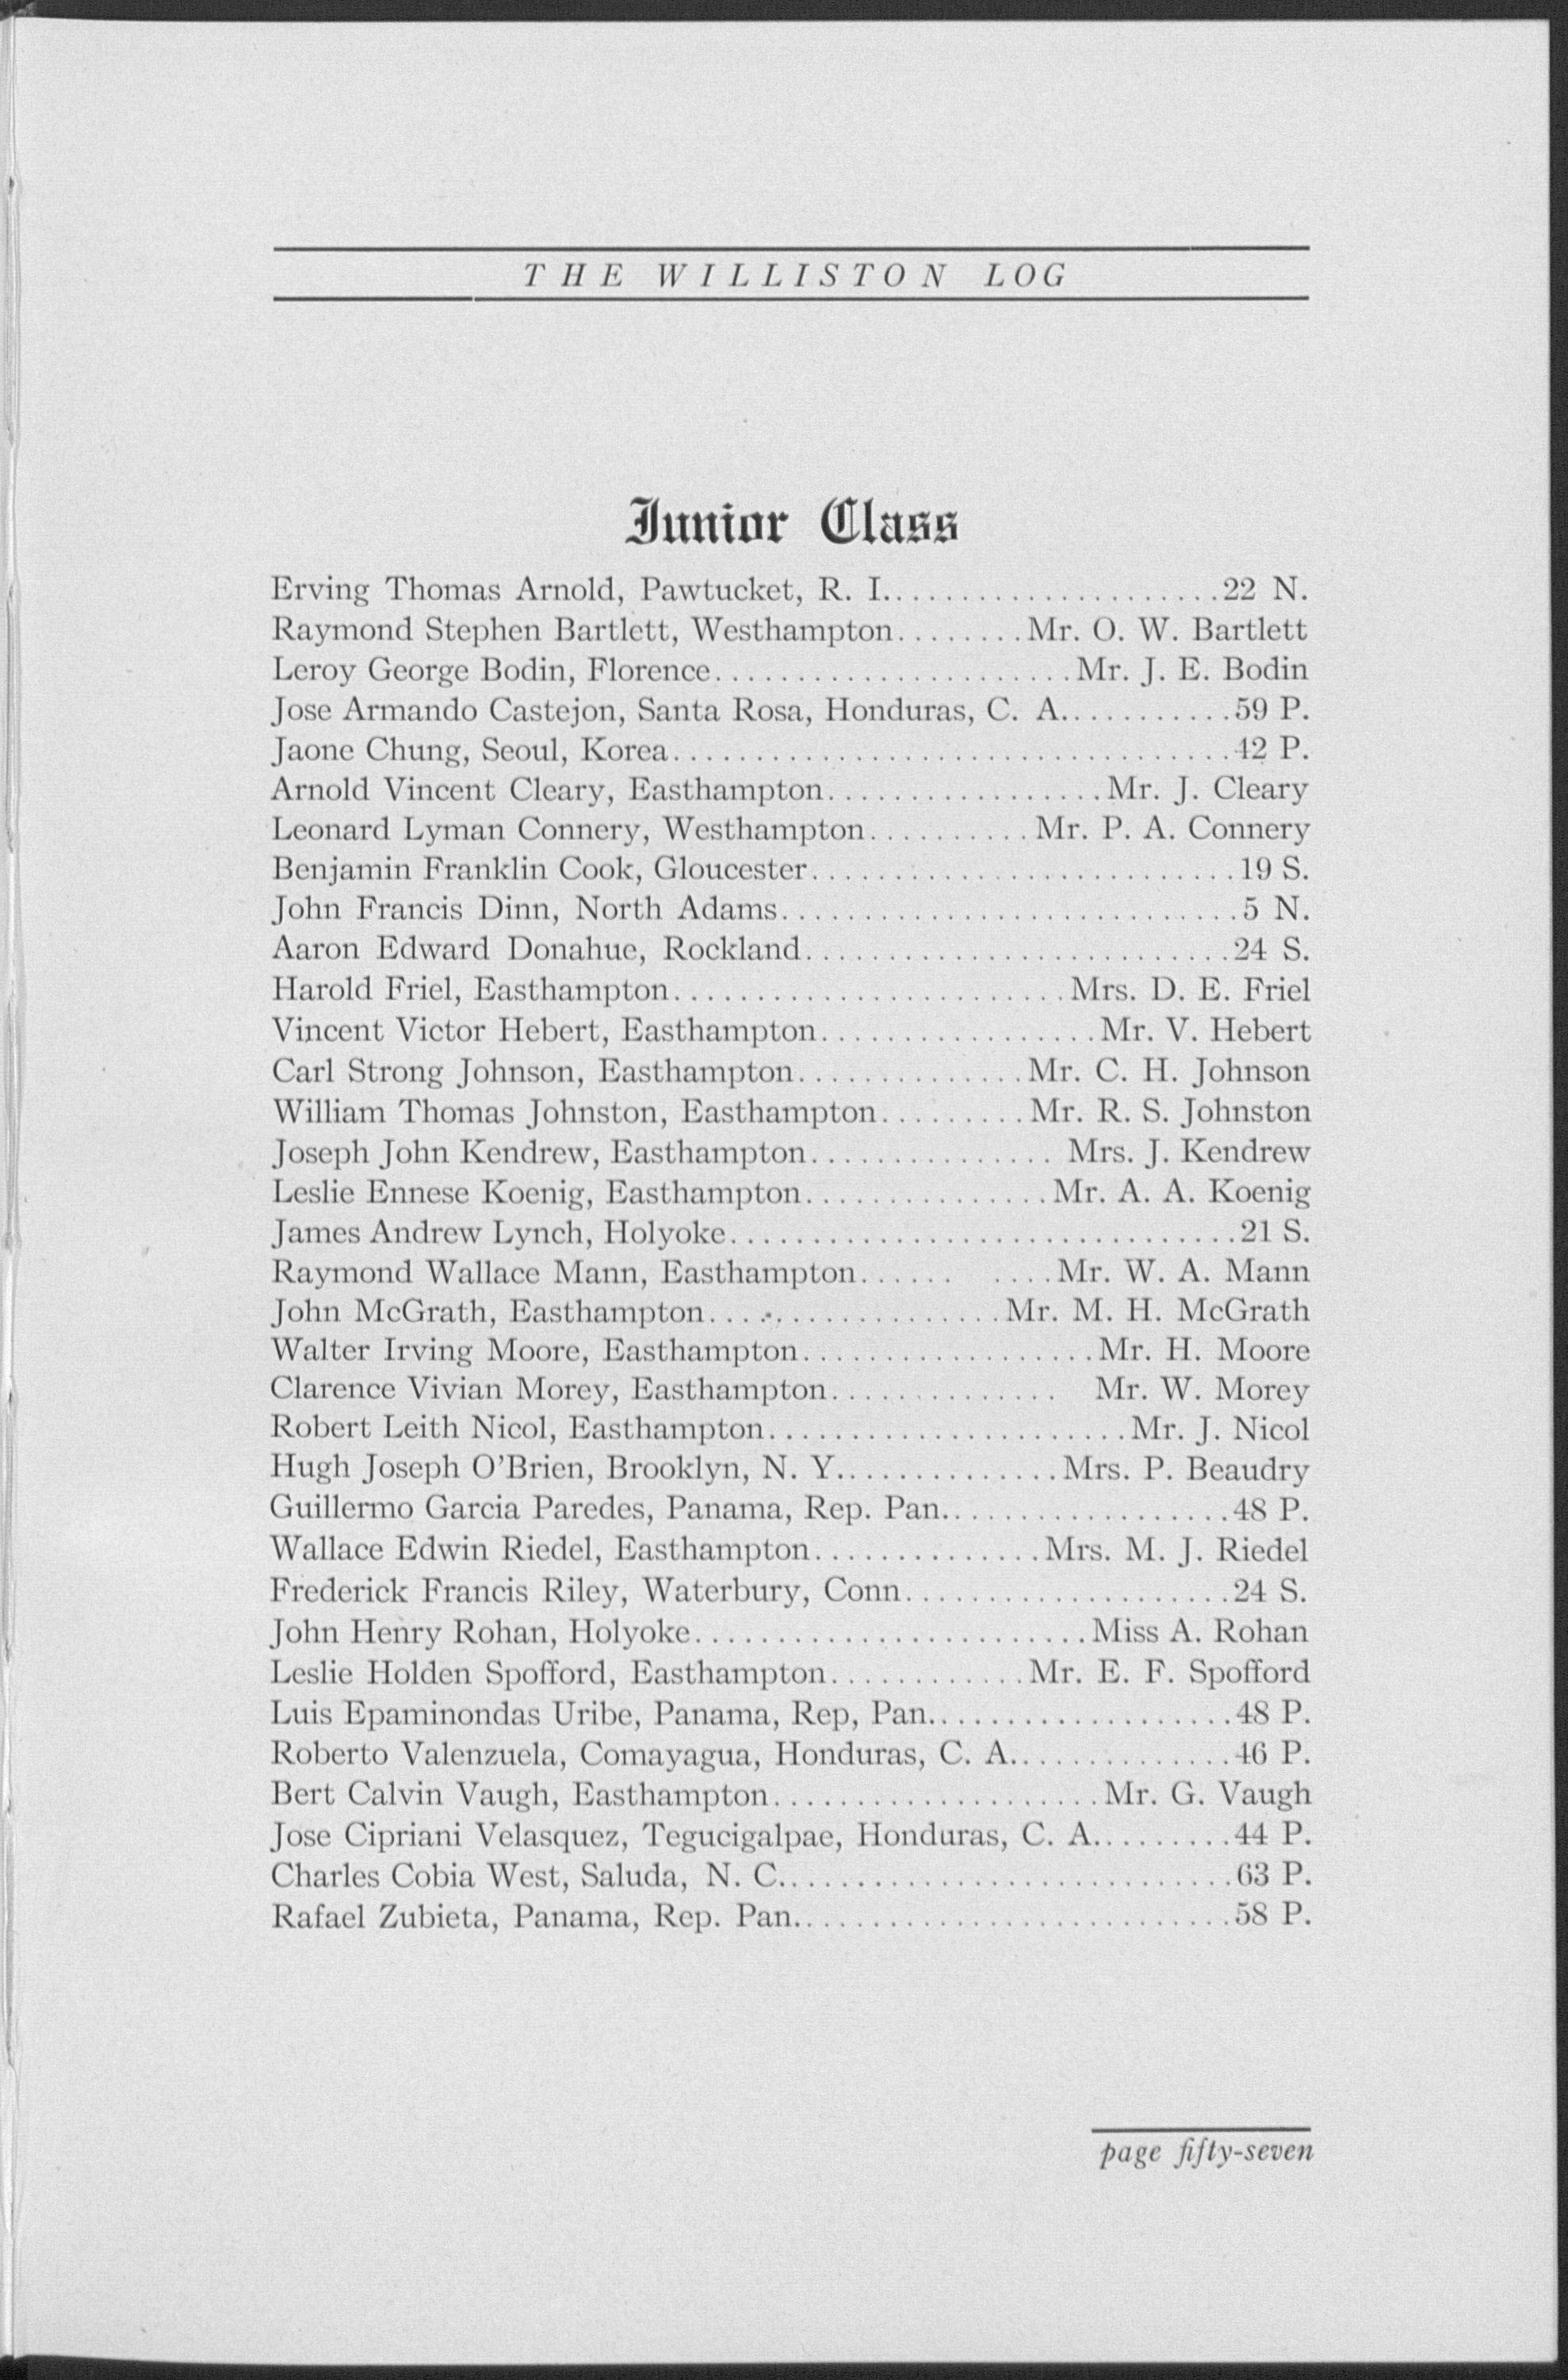 THE WILLISTON LOG
Junior Class
Erving Thomas Arnold, Pawtucket, R. I......................22 N.
Raymond Stephen Bartlett, Westhampton........Mr. O. W. Bartlett
Leroy George Bodin, Florence......................Mr. J. E. Bodin
Jose Armando Castejon, Santa Rosa, Honduras, C. A...........59 P.
Jaone Chung, Seoul, Korea..................................42 P.
Arnold Vincent Cleary, Easthampton.................Mr. J. Cleary
Leonard Lyman Connery, Westhampton..........Mr. P. A. Connery
Benjamin Franklin Cook, Gloucester..........................19 S.
John Francis Dinn, North Adams............................5 N.
Aaron Edward Donahue, Rockland..........................24 S.
Harold Friel, Easthampton........................Mrs. D. E. Friel
Vincent Victor Hebert, Easthampton.................Mr. V. Hebert
Carl Strong Johnson, Easthampton..............Mr. C. H. Johnson
William Thomas Johnston, Easthampton.........Mr. R. S. Johnston
Joseph John Kendrew, Easthampton............... Mrs. J. Kendrew
Leslie Ennese Koenig, Easthampton...............Mr. A. A. Koenig
James Andrew Lynch, Holyoke...............................21 S.
Raymond Wallace Mann, Easthampton...... ....Mr. W. A. Mann
John McGrath, Easthampton..................Mr. M. H. McGrath
Walter Irving Moore, Easthampton..................Mr. H. Moore
Clarence Vivian Morey, Easthampton.............. Mr. W. Morey
Robert Leith Nicol, Easthampton......................Mr. J. Nicol
Hugh Joseph O'Brien, Brooklyn, N. Y..............Mrs. P. Beaudry
Guillermo Garcia Paredes, Panama, Rep. Pan..................48 P.
Wallace Edwin Riedel, Easthampton..............Mrs. M. J. Riedel
Frederick Francis Riley, Waterbury, Conn....................24 S.
John Henry Rohan, Holyoke........................Miss A. Rohan
Leslie Holden Spofford, Easthampton............Mr. E. F. Spofford
Luis Epaminondas Uribe, Panama, Rep, Pan...................48 P.
Roberto Valenzuela, Comayagua, Honduras, C. A..............46 P.
Bert Calvin Vaugh, Easthampton....................Mr. G. Vaugh
Jose Cipriani Velasquez, Tegucigalpae, Honduras, C. A.........44 P.
Charles Cobia West, Saluda, N. C............................63 P.
Rafael Zubieta, Panama, Rep. Pan...........................58 P.
page fifty-seven